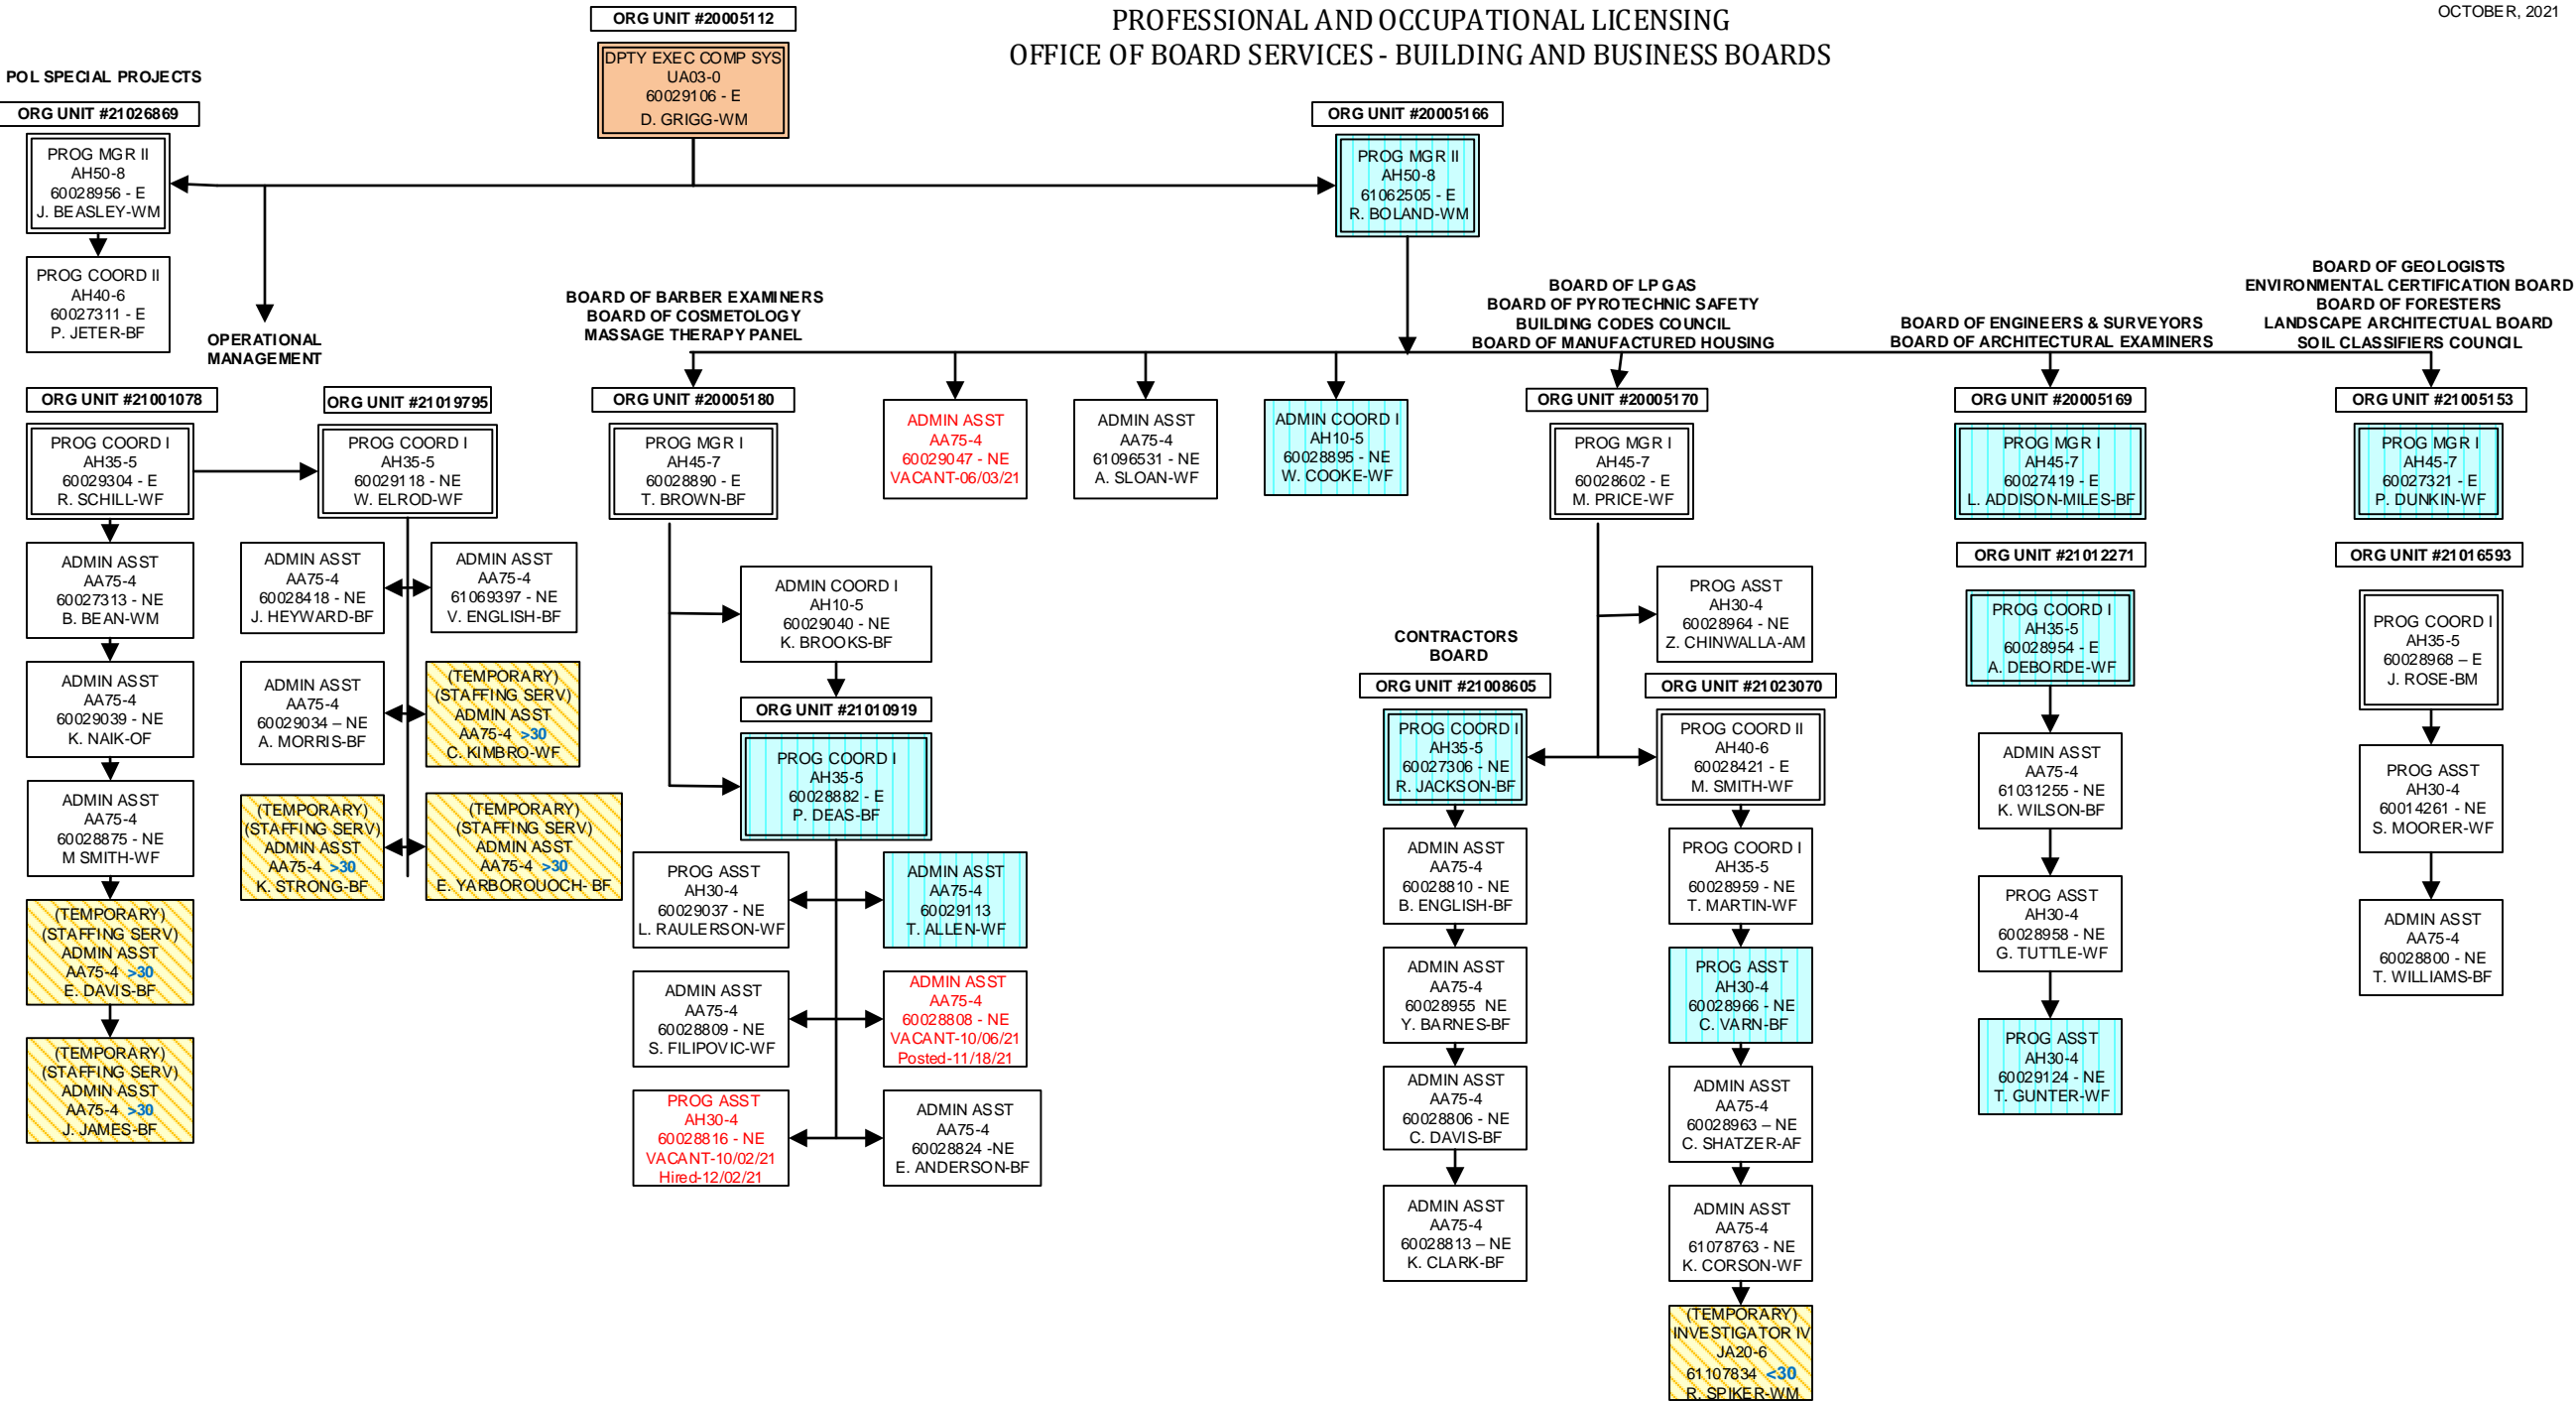 OCTOBER, 2021
PROFESSIONAL AND OCCUPATIONAL LICENSING
OFFICE OF BOARD SERVICES - BUILDING AND BUSINESS BOARDS
ORG UNIT #20005112
DPTY EXEC COMP SYS
UA03-0
60029106 - E
D. GRIGG-WM
POL SPECIAL PROJECTS
ORG UNIT #21026869
PROG MGR II
AH50-8
60028956 - E
J. BEASLEY-WM
PROG COORD II
AH40-6
60027311 - E
P. JETER-BF
ORG UNIT #20005166
PROG MGR II
AH50-8
61062505 - E
R. BOLAND-WM
OPERATIONAL
MANAGEMENT
ORG UNIT #21001078
PROG COORD I
AH35-5
60029304 - E
R. SCHILL-WF
ADMIN ASST
AA75-4
60027313 - NE
B. BEAN-WM
ADMIN ASST
AA75-4
60029039 - NE
K. NAIK-OF
ADMIN ASST
AA75-4
60028875 - NE
M SMITH-WF
(TEMPORARY)
(STAFFING SERV)
ADMIN ASST
AA75-4 >30
E. DAVIS-BF
(TEMPORARY)
(STAFFING SERV)
ADMIN ASST
AA75-4 >30
J. JAMES-BF
ORG UNIT #21019795
PROG COORD I
AH35-5
60029118 - NE
W. ELROD-WF
ADMIN ASST
AA75-4
60028418 - NE
J. HEYWARD-BF
ADMIN ASST
AA75-4
61069397 - NE
V. ENGLISH-BF
ADMIN ASST
AA75-4
60029034 – NE
A. MORRIS-BF
(TEMPORARY)
(STAFFING SERV)
ADMIN ASST
AA75-4 >30
C. KIMBRO-WF
(TEMPORARY)
(STAFFING SERV)
ADMIN ASST
AA75-4 >30
K. STRONG-BF
(TEMPORARY)
(STAFFING SERV)
ADMIN ASST
AA75-4 >30
E. YARBOROUOCH- BF
BOARD OF BARBER EXAMINERS
BOARD OF COSMETOLOGY
MASSAGE THERAPY PANEL
ORG UNIT #20005180
PROG MGR I
AH45-7
60028890 - E
T. BROWN-BF
ADMIN COORD I
AH10-5
60029040 - NE
K. BROOKS-BF
ORG UNIT #21010919
PROG COORD I
AH35-5
60028882 - E
P. DEAS-BF
PROG ASST
AH30-4
60029037 - NE
L. RAULERSON-WF
ADMIN ASST
AA75-4
60029113
T. ALLEN-WF
ADMIN ASST
AA75-4
60028809 - NE
S. FILIPOVIC-WF
ADMIN ASST
AA75-4
60028808 - NE
VACANT-10/06/21
Posted-11/18/21
PROG ASST
AH30-4
60028816 - NE
VACANT-10/02/21
Hired-12/02/21
ADMIN ASST
AA75-4
60028824 -NE
E. ANDERSON-BF
ADMIN ASST
AA75-4
60029047 - NE
VACANT-06/03/21
ADMIN ASST
AA75-4
61096531 - NE
A. SLOAN-WF
ADMIN COORD I
AH10-5
60028895 - NE
W. COOKE-WF
BOARD OF LP GAS
BOARD OF PYROTECHNIC SAFETY
BUILDING CODES COUNCIL
BOARD OF MANUFACTURED HOUSING
ORG UNIT #20005170
PROG MGR I
AH45-7
60028602 - E
M. PRICE-WF
PROG ASST
AH30-4
60028964 - NE
Z. CHINWALLA-AM
CONTRACTORS
BOARD
ORG UNIT #21008605
PROG COORD I
AH35-5
60027306 - NE
R. JACKSON-BF
ADMIN ASST
AA75-4
60028810 - NE
B. ENGLISH-BF
ADMIN ASST
AA75-4
60028955 NE
Y. BARNES-BF
ADMIN ASST
AA75-4
60028806 - NE
C. DAVIS-BF
ADMIN ASST
AA75-4
60028813 – NE
K. CLARK-BF
ORG UNIT #21023070
PROG COORD II
AH40-6
60028421 - E
M. SMITH-WF
PROG COORD I
AH35-5
60028959 - NE
T. MARTIN-WF
PROG ASST
AH30-4
60028966 - NE
C. VARN-BF
ADMIN ASST
AA75-4
60028963 – NE
C. SHATZER-AF
ADMIN ASST
AA75-4
61078763 - NE
K. CORSON-WF
(TEMPORARY)
INVESTIGATOR IV
JA20-6
61107834 <30
R. SPIKER-WM
BOARD OF ENGINEERS & SURVEYORS
BOARD OF ARCHITECTURAL EXAMINERS
ORG UNIT #20005169
PROG MGR I
AH45-7
60027419 - E
L. ADDISON-MILES-BF
ORG UNIT #21012271
PROG COORD I
AH35-5
60028954 - E
A. DEBORDE-WF
ADMIN ASST
AA75-4
61031255 - NE
K. WILSON-BF
PROG ASST
AH30-4
60028958 - NE
G. TUTTLE-WF
PROG ASST
AH30-4
60029124 - NE
T. GUNTER-WF
BOARD OF GEOLOGISTS
ENVIRONMENTAL CERTIFICATION BOARD
BOARD OF FORESTERS
LANDSCAPE ARCHITECTUAL BOARD
SOIL CLASSIFIERS COUNCIL
ORG UNIT #21005153
PROG MGR I
AH45-7
60027321 - E
P. DUNKIN-WF
ORG UNIT #21016593
PROG COORD I
AH35-5
60028968 – E
J. ROSE-BM
PROG ASST
AH30-4
60014261 - NE
S. MOORER-WF
ADMIN ASST
AA75-4
60028800 - NE
T. WILLIAMS-BF